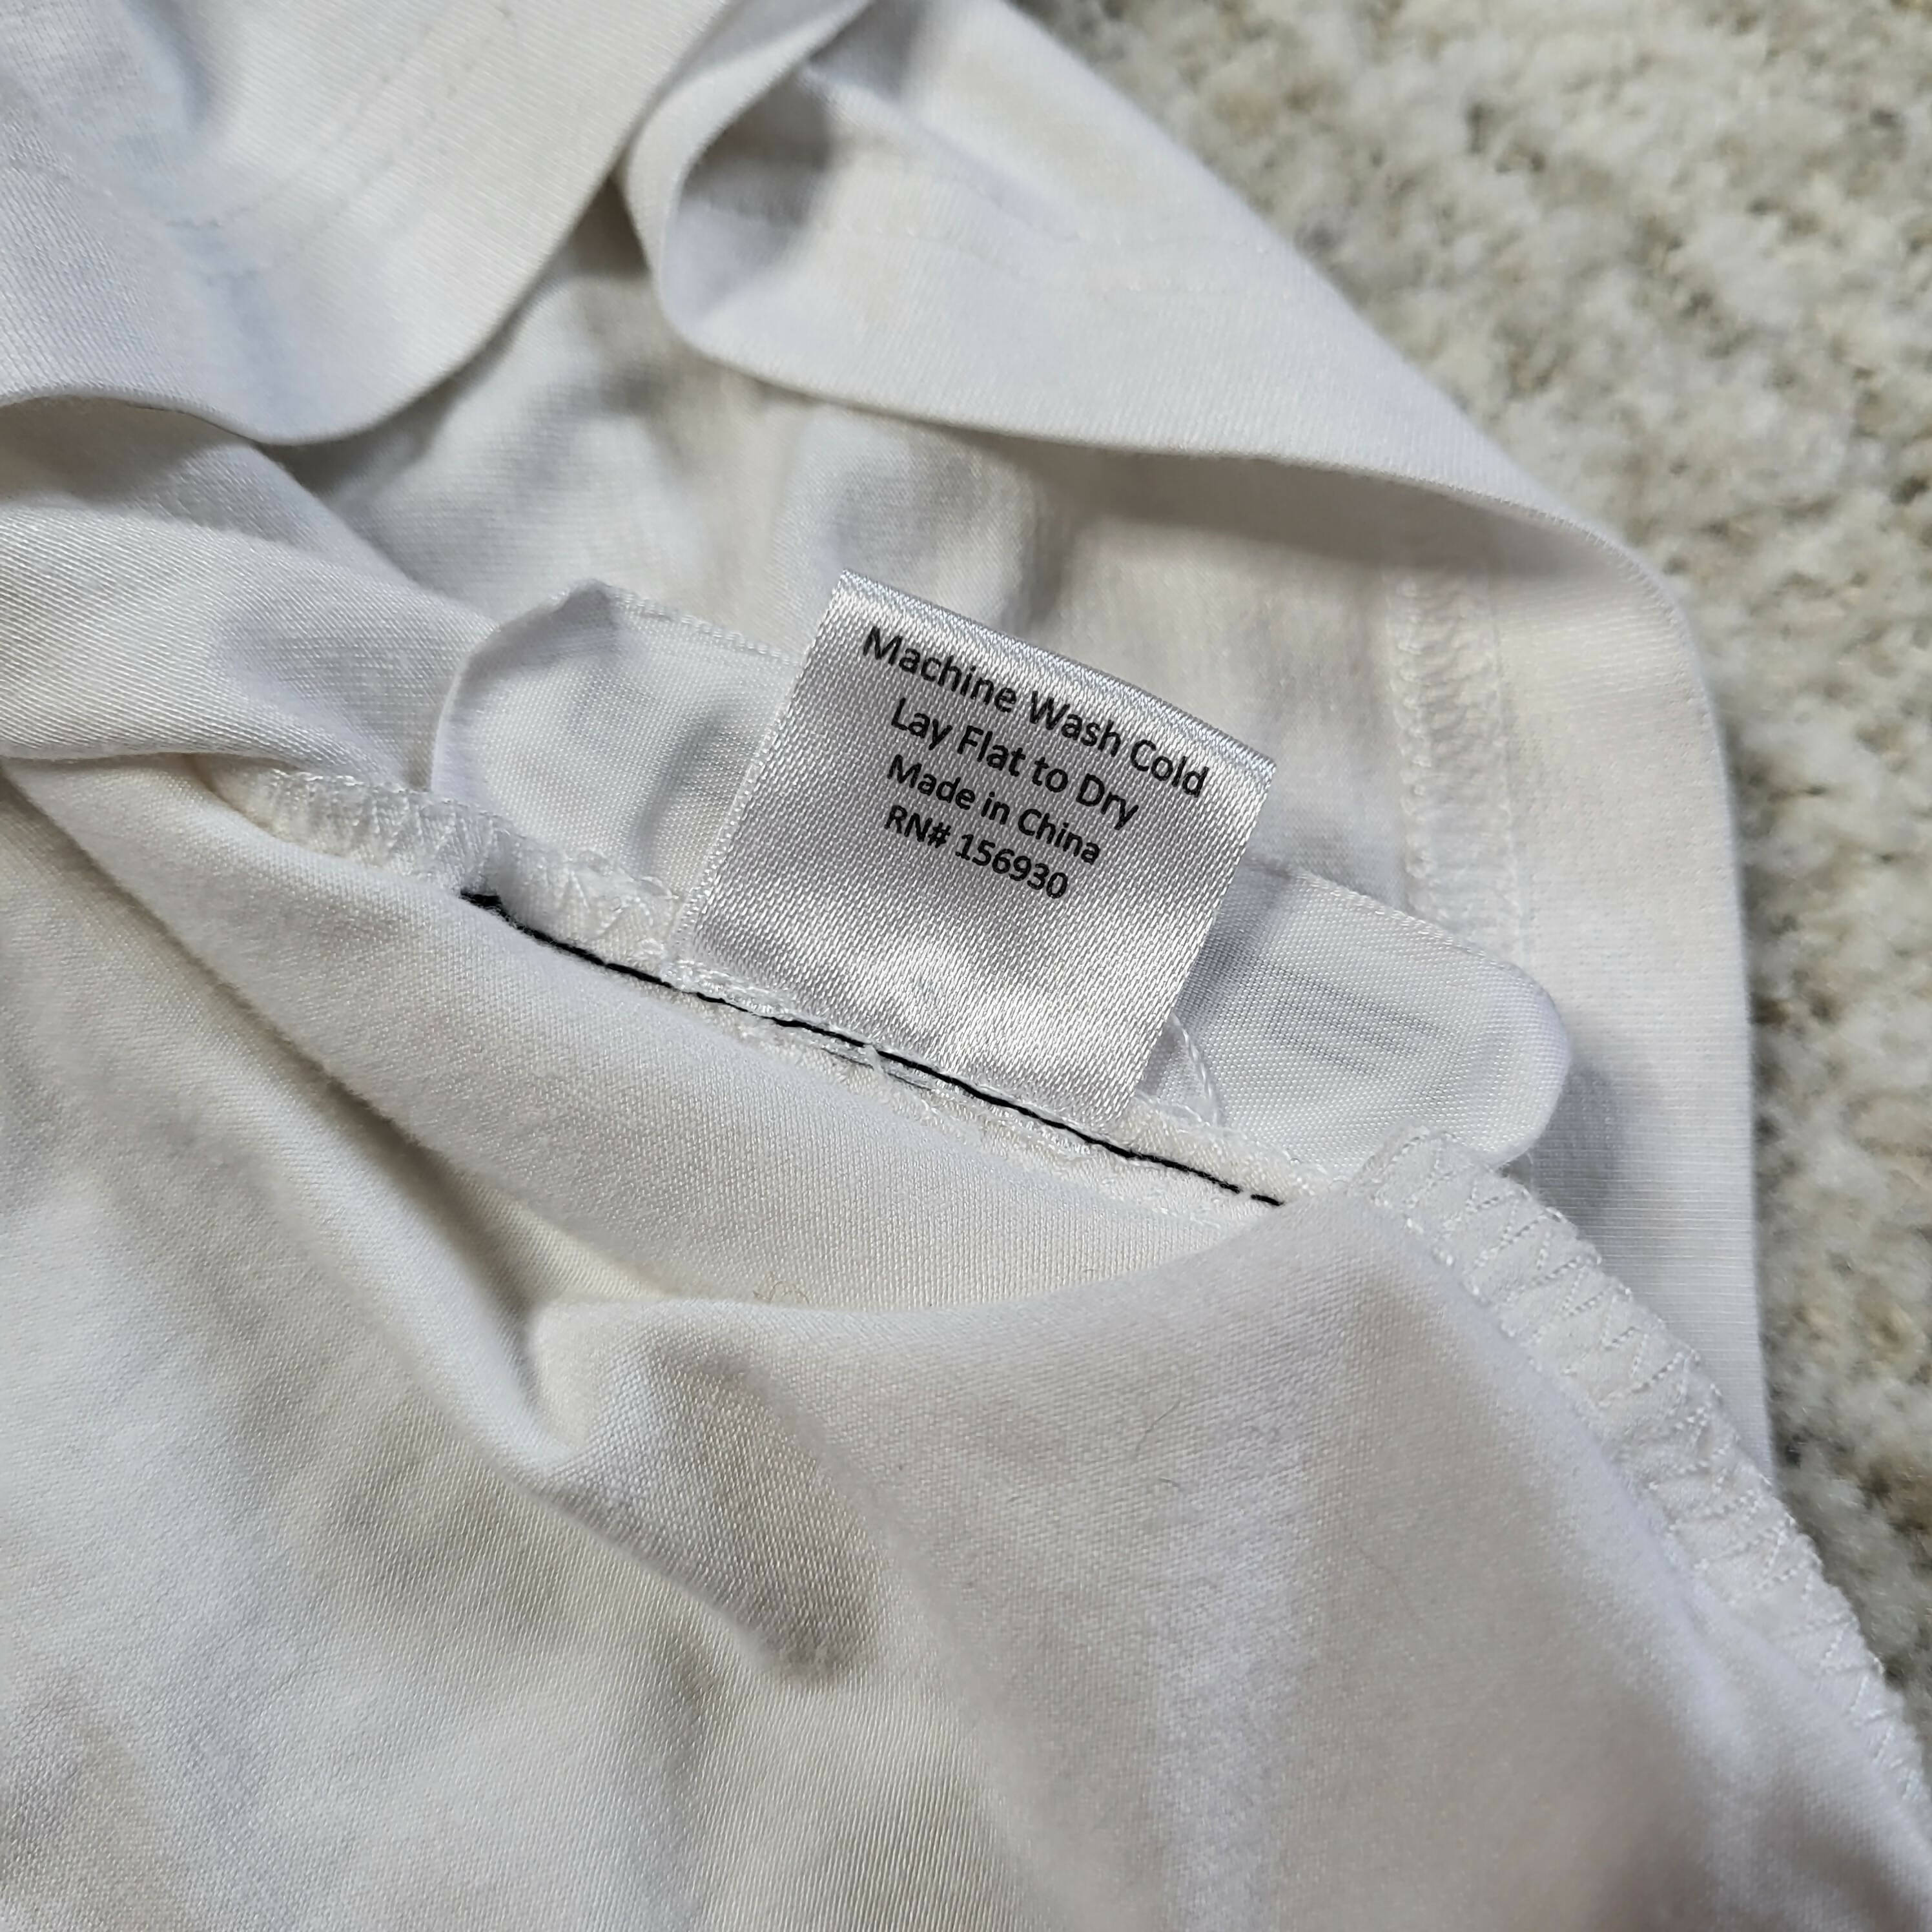 Machine Wash Cold
Lay Flat to Dry
Made in China
RN# 156930